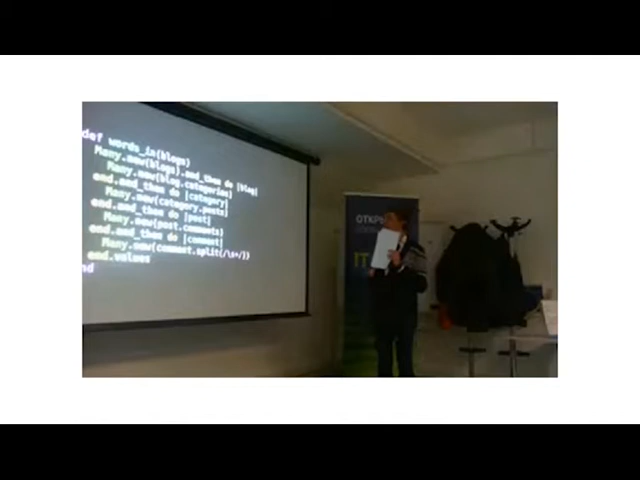 def words_in(blogs)
Many.new(blogs).and_then do |blog|
Many.new(blog.categories)
end.and_then do |category|
Many.new(category.posts)
end.and_then do |post|
Many.new(post.comments)
end.and_then do |comment|
Many.new(comment.split(/\s+/))
end.values
end
IT